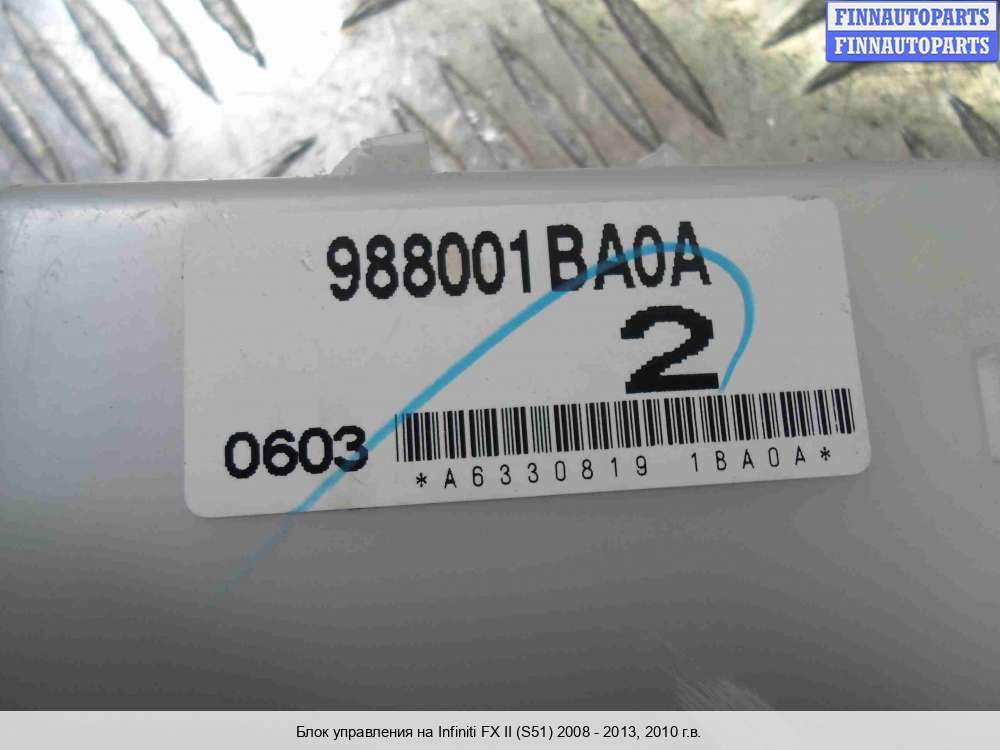 FINNAUTOPARTS
FINNAUTOPARTS
988001BA0A
2
0603
*A6330819 1BA0A*
Блок управления на Infiniti FX II (S51) 2008 - 2013, 2010 г.в.